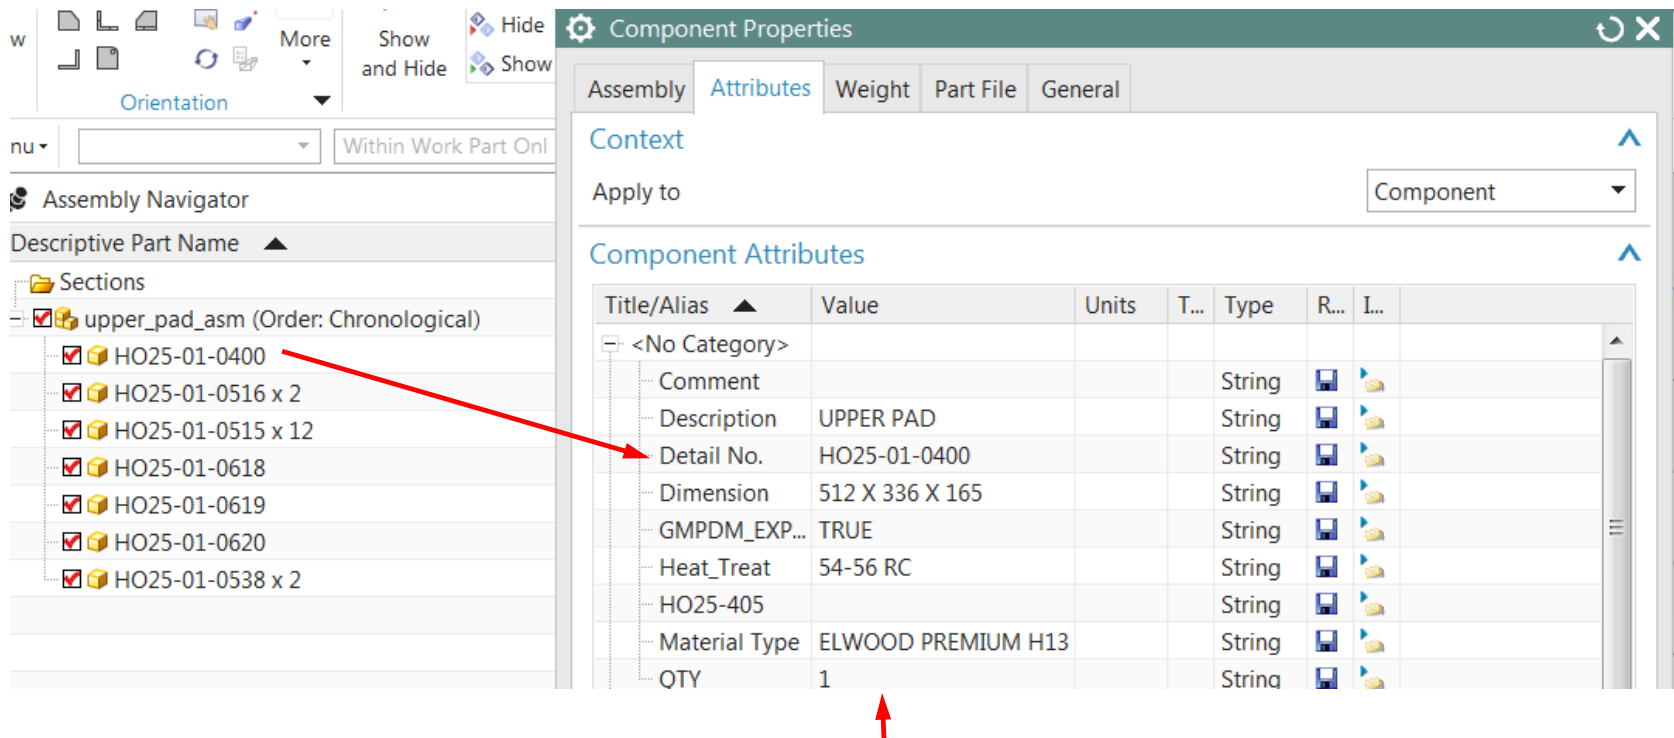 w
More
Show
and Hide
Hide
Show
Orientation
nu
Within Work Part Onl
Assembly Navigator
Descriptive Part Name
Sections
upper_pad_asm (Order: Chronological)
HO25-01-0400
HO25-01-0516 x 2
HO25-01-0515 x 12
HO25-01-0618
HO25-01-0619
HO25-01-0620
HO25-01-0538 x 2
Component Properties
Assembly Attributes Weight Part File General
Context
Apply to Component
Component Attributes
Title/Alias Value Units T... Type R... I...
<No Category>
Comment String
Description UPPER PAD String
Detail No. HO25-01-0400 String
Dimension 512 X 336 X 165 String
GMPDM_EXP... TRUE String
Heat_Treat 54-56 RC String
HO25-405 String
Material Type ELWOOD PREMIUM H13 String
QTY 1 String